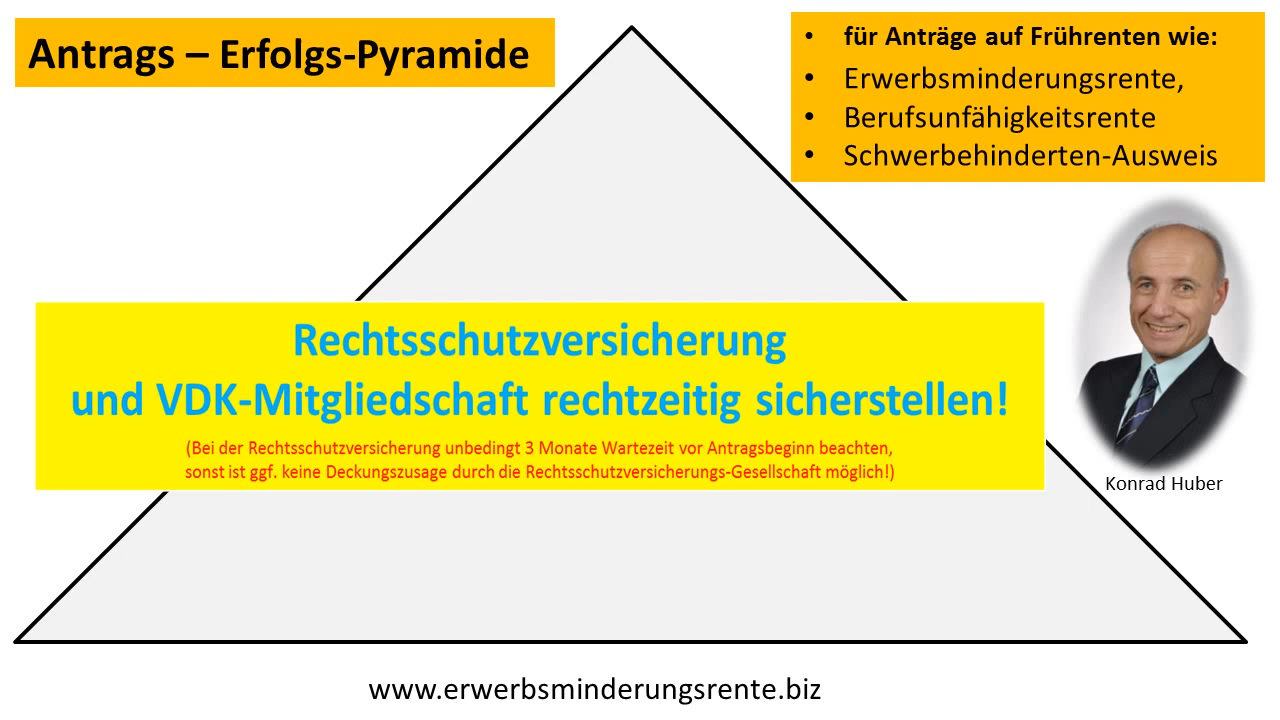 Antrags – Erfolgs-Pyramide
• für Anträge auf Frührenten wie:
• Erwerbsminderungsrente,
• Berufsunfähigkeitsrente
• Schwerbehinderten-Ausweis
Rechtsschutzversicherung
und VDK-Mitgliedschaft rechtzeitig sicherstellen!
(Bei der Rechtsschutzversicherung unbedingt 3 Monate Wartezeit vor Antragsbeginn beachten,
sonst ist ggf. keine Deckungszusage durch die Rechtsschutzversicherungs-Gesellschaft möglich!)
Konrad Huber
www.erwerbsminderungsrente.biz